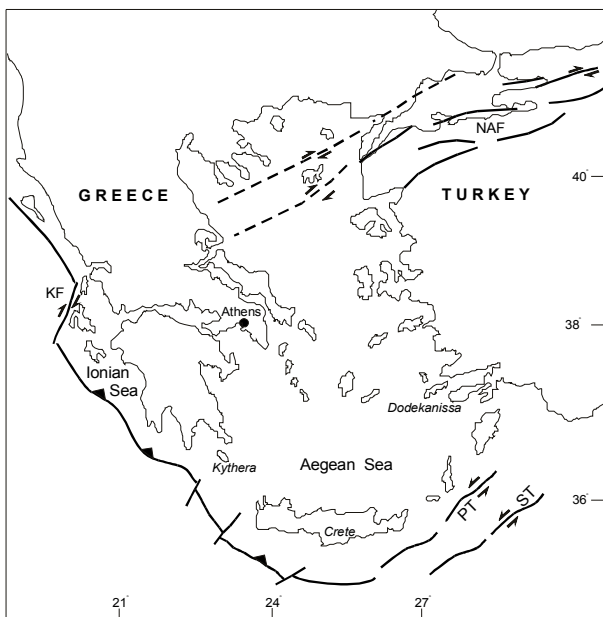 NAF
GREECE
TURKEY
40°
KF
Athens
38°
Ionian
Sea
Dodekanissa
Kythera
Aegean Sea
36°
PT
ST
Crete
21°
24°
27°